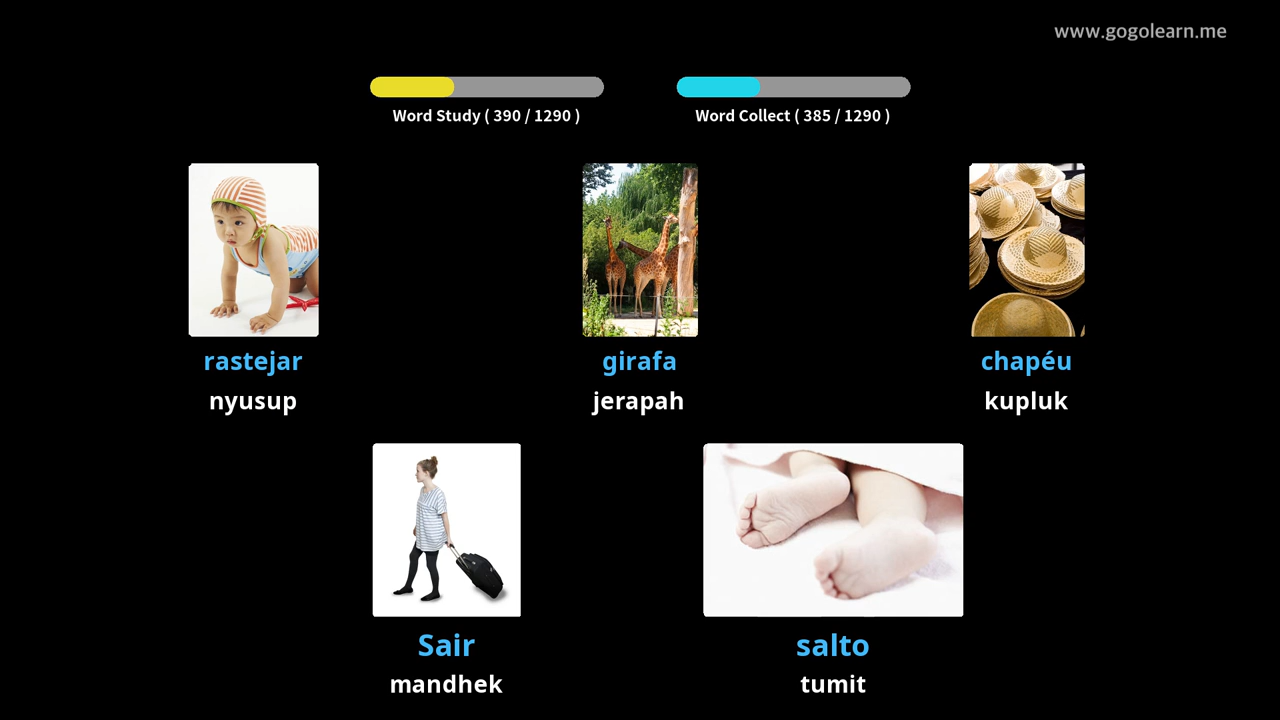 www.gogolearn.me
Word Study ( 390 / 1290 )
Word Collect ( 385 / 1290 )
rastejar
nyusup
girafa
jerapah
chapéu
kupluk
Sair
mandhek
salto
tumit